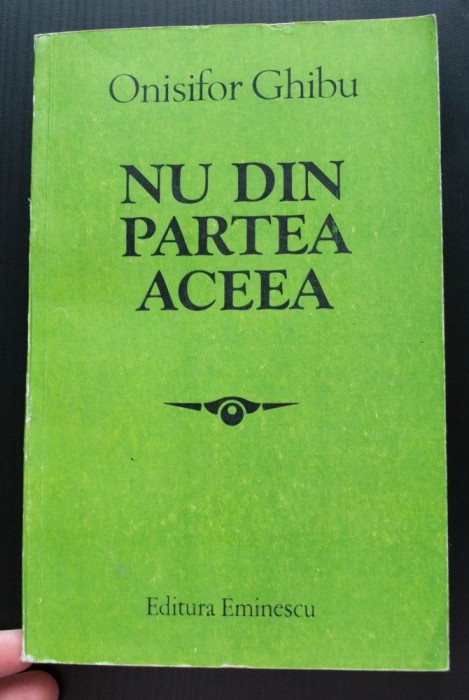 Onisifor Ghibu
NU DIN
PARTEA
ACEEA
Editura Eminescu